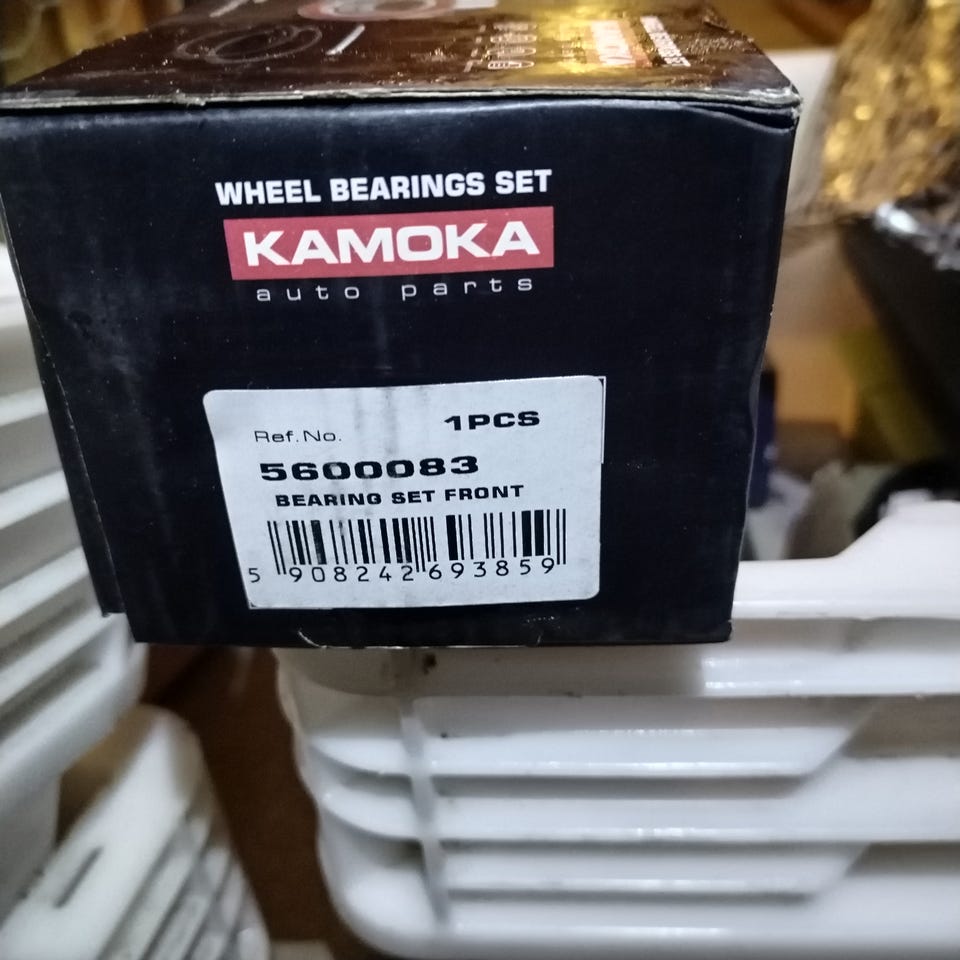 WHEEL BEARINGS SET
KAMOKA
auto parts
1PCS
Ref.No.
5600083
BEARING SET FRONT
5 908242 693859